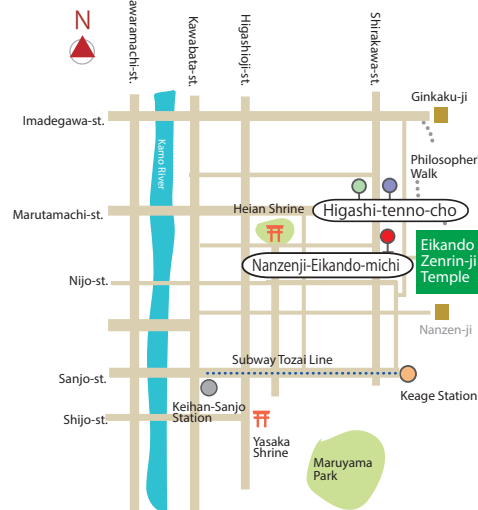 N
awaramachi-st.
Kawabata-st.
Higashioji-st.
Shirakawa-st.
Ginkaku-ji
Imadegawa-st.
Kamo River
Philosopher
Walk
Heian Shrine
Higashi-tenno-cho
Marutamachi-st.
Eikando
Zenrin-ji
Temple
Nanzenji-Eikando-michi
Nijo-st.
Nanzen-ji
Subway Tozai Line
Sanjo-st.
Keage Station
Keihan-Sanjo
Station
Shijo-st.
Yasaka
Shrine
Maruyama
Park